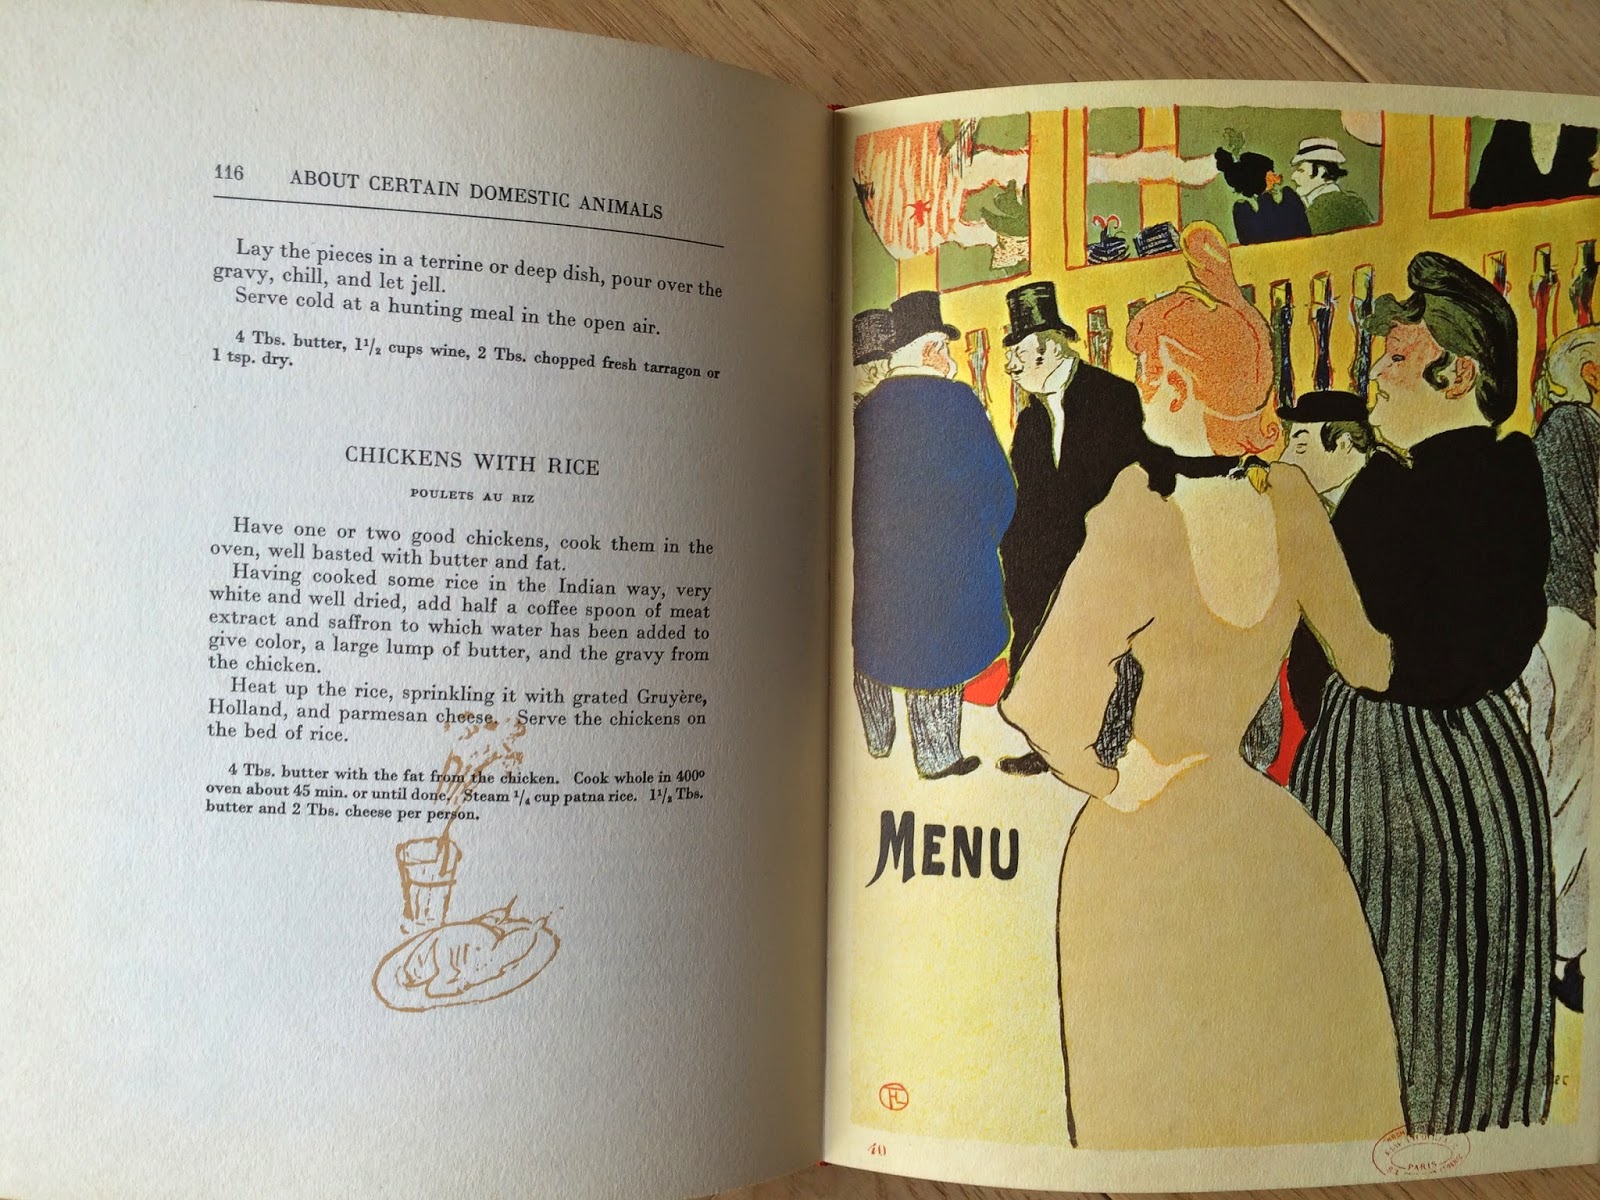 116 ABOUT CERTAIN DOMESTIC ANIMALS
Lay the pieces in a terrine or deep dish, pour over the
gravy, chill, and let jell.
Serve cold at a hunting meal in the open air.
4 Tbs. butter, 1 1/2 cups wine, 2 Tbs. chopped fresh tarragon or
1 tsp. dry.
CHICKENS WITH RICE
POULETS AU RIZ
Have one or two good chickens, cook them in the
oven, well basted with butter and fat.
Having cooked some rice in the Indian way, very
white and well dried, add half a coffee spoon of meat
extract and saffron to which water has been added to
give color, a large lump of butter, and the gravy from
the chicken.
Heat up the rice, sprinkling it with grated Gruyère,
Holland, and parmesan cheese. Serve the chickens on
the bed of rice.
4 Tbs. butter with the fat from the chicken. Cook whole in 400°
oven about 45 min. or until done. Steam 1/4 cup patna rice. 1 1/2 Tbs.
butter and 2 Tbs. cheese per person.
MENU
40
PARIS